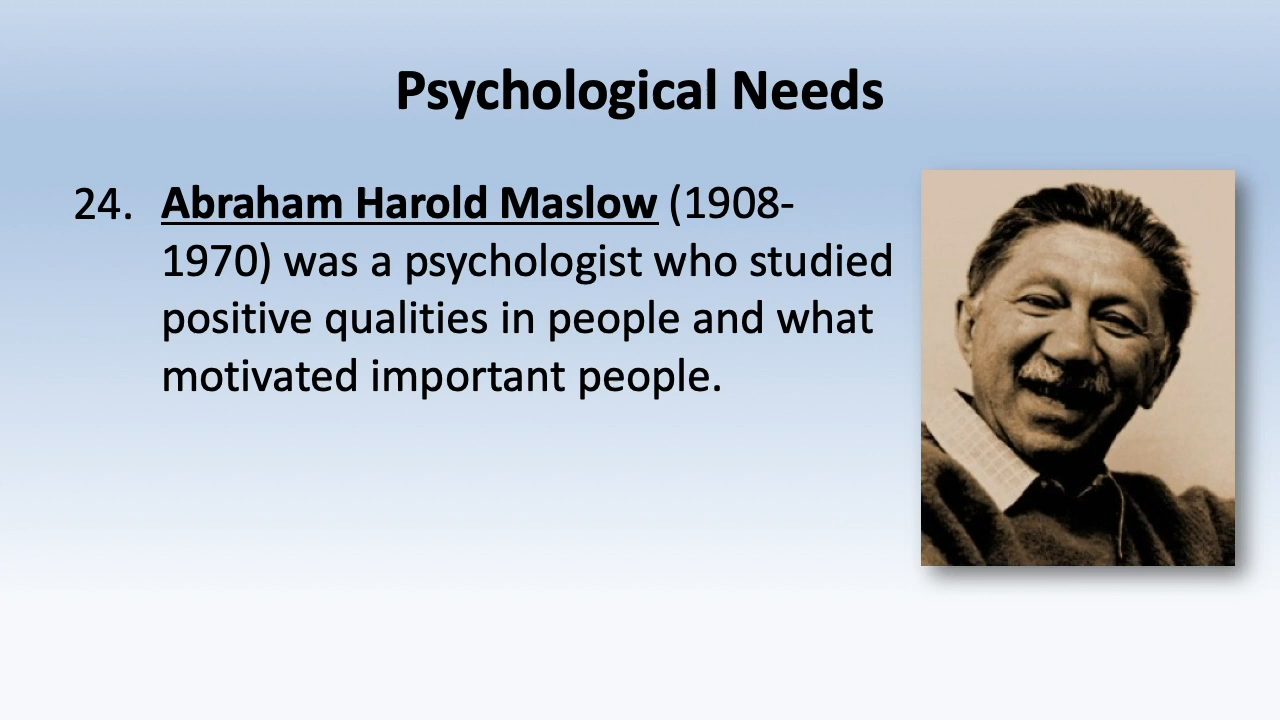 Psychological Needs
24. Abraham Harold Maslow (1908-
1970) was a psychologist who studied
positive qualities in people and what
motivated important people.